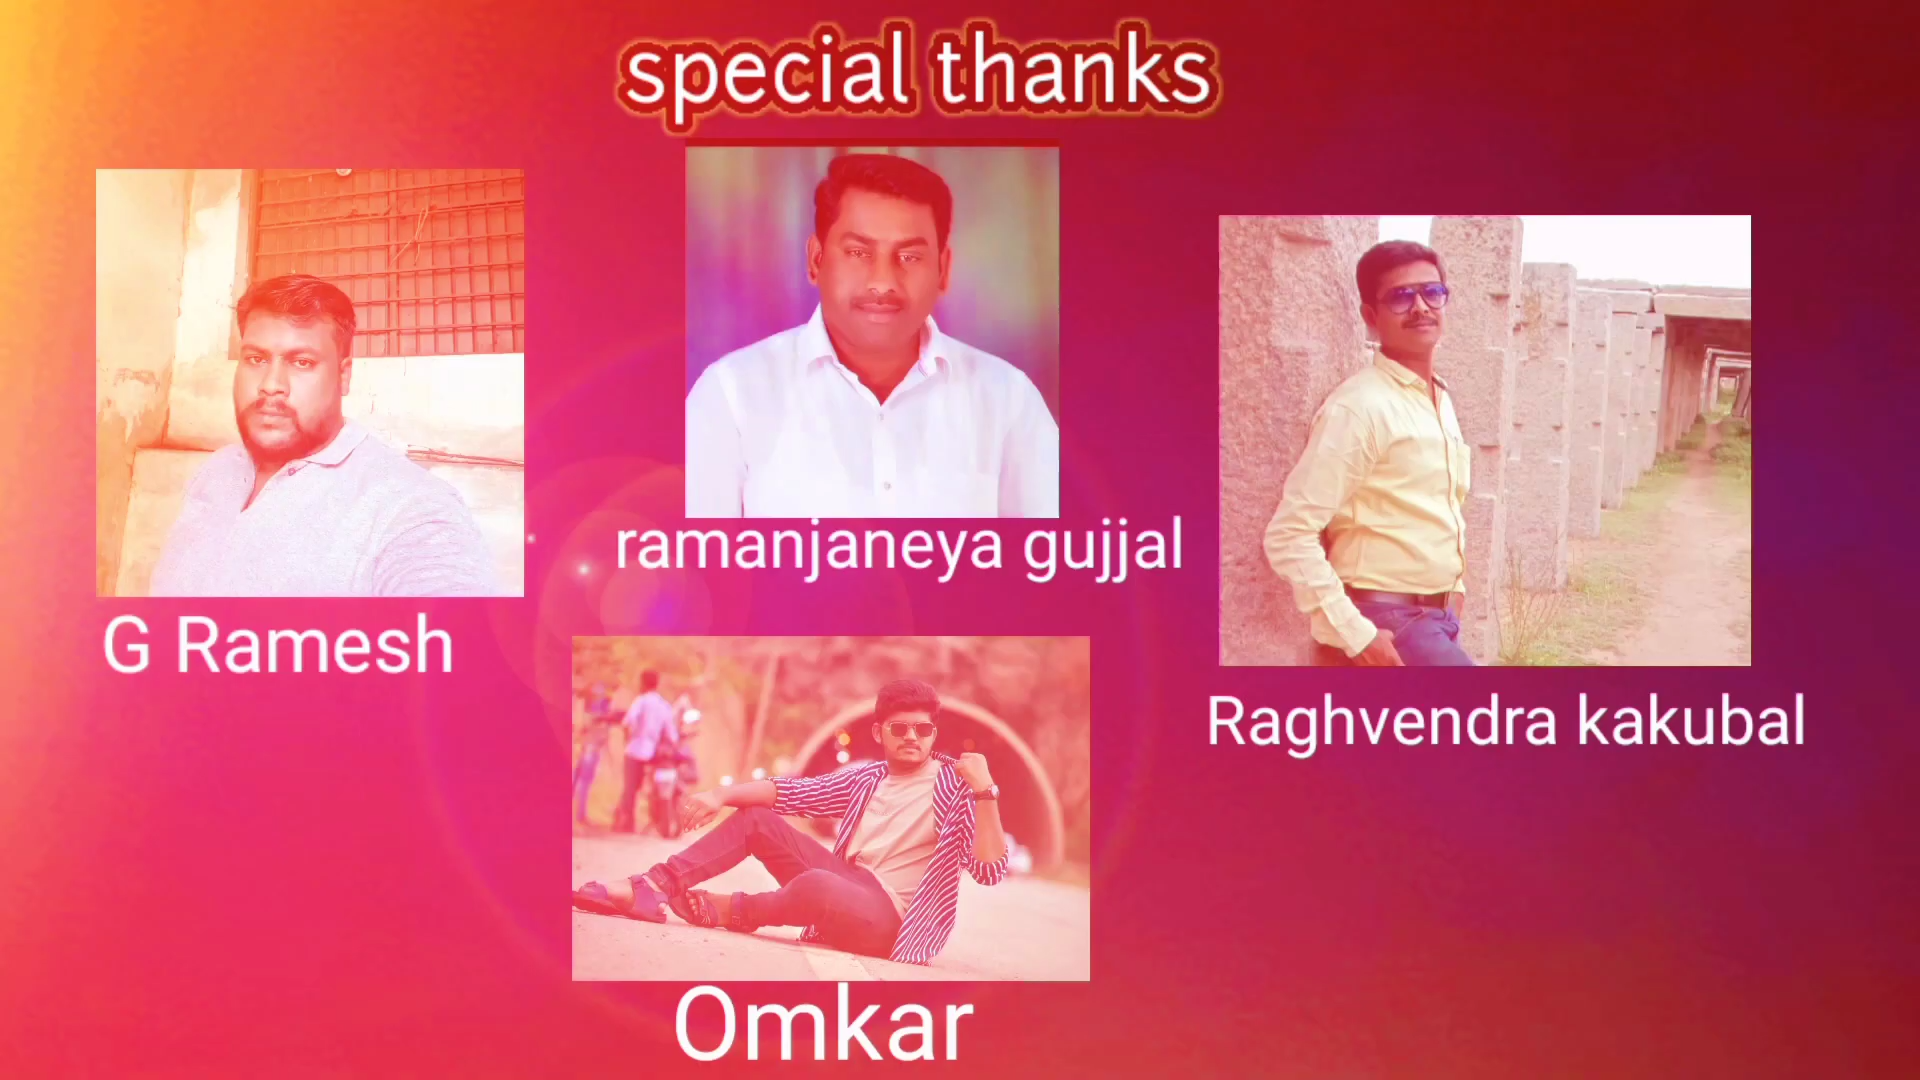 special thanks
ramanjaneya gujjal
G Ramesh
Raghvendra kakubal
Omkar